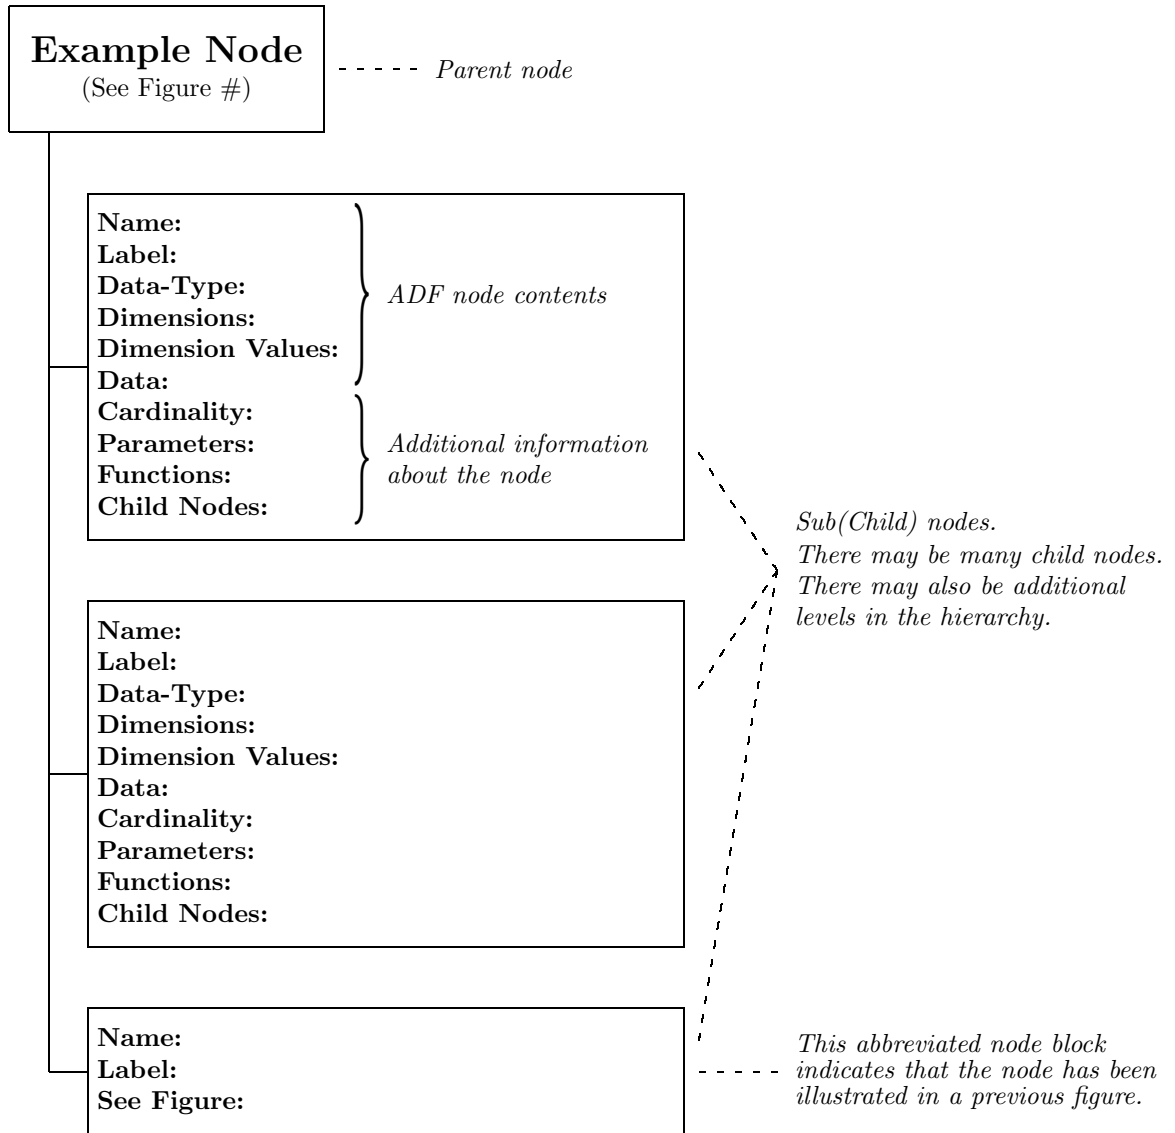 Example Node
(See Figure #)
Parent node
Name:
Label:
Data-Type:
Dimensions:
Dimension Values:
Data:
Cardinality:
Parameters:
Functions:
Child Nodes:
ADF node contents
Additional information
about the node
Sub(Child) nodes.
There may be many child nodes.
There may also be additional
levels in the hierarchy.
Name:
Label:
Data-Type:
Dimensions:
Dimension Values:
Data:
Cardinality:
Parameters:
Functions:
Child Nodes:
Name:
Label:
See Figure:
This abbreviated node block
indicates that the node has been
illustrated in a previous figure.